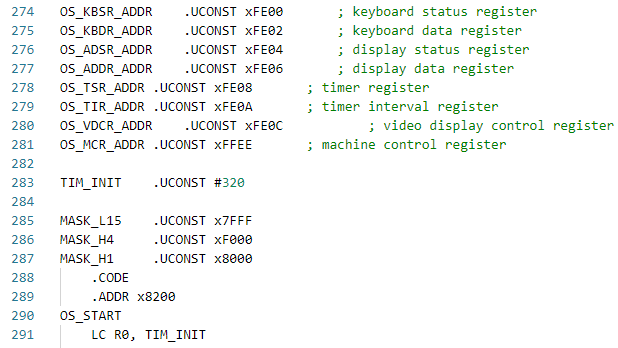 274 OS_KBSR_ADDR .UCONST xFE00 ; keyboard status register
275 OS_KBDR_ADDR .UCONST xFE02 ; keyboard data register
276 OS_ADSR_ADDR .UCONST xFE04 ; display status register
277 OS_ADDR_ADDR .UCONST xFE06 ; display data register
278 OS_TSR_ADDR .UCONST xFE08 ; timer register
279 OS_TIR_ADDR .UCONST xFE0A ; timer interval register
280 OS_VDCR_ADDR .UCONST xFE0C ; video display control register
281 OS_MCR_ADDR .UCONST xFFEE ; machine control register
282
283 TIM_INIT .UCONST #320
284
285 MASK_L15 .UCONST x7FFF
286 MASK_H4 .UCONST xF000
287 MASK_H1 .UCONST x8000
288 .CODE
289 .ADDR x8200
290 OS_START
291 LC R0, TIM_INIT